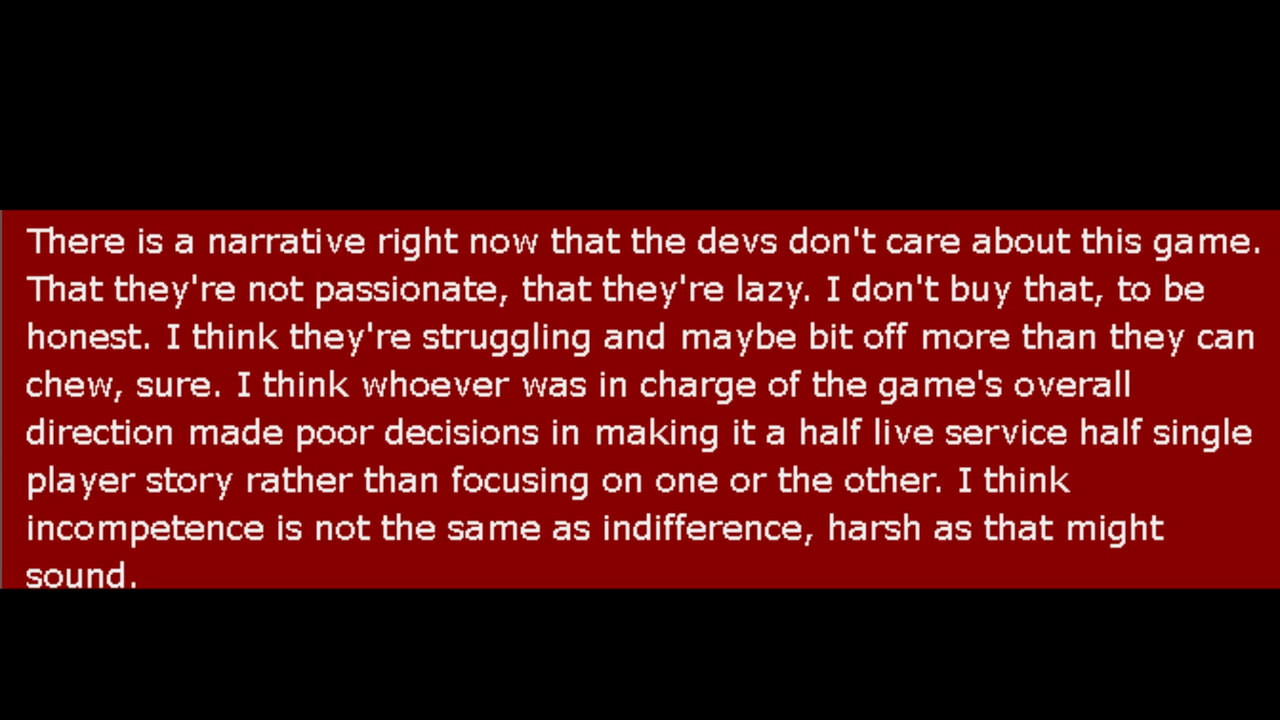 There is a narrative right now that the devs don't care about this game.
That they're not passionate, that they're lazy. I don't buy that, to be
honest. I think they're struggling and maybe bit off more than they can
chew, sure. I think whoever was in charge of the game's overall
direction made poor decisions in making it a half live service half single
player story rather than focusing on one or the other. I think
incompetence is not the same as indifference, harsh as that might
sound.